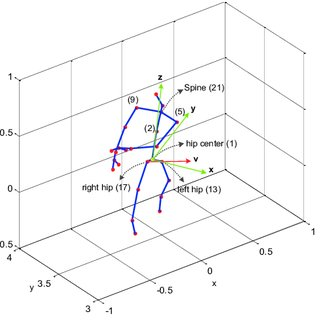 1
0.5
0
0.5
4
3.5
3
-1
-0.5
0
0.5
1
y
x
z
Spine (21)
(9)
(5)
y
(2)
hip center (1)
v
x
right hip (17)
left hip (13)